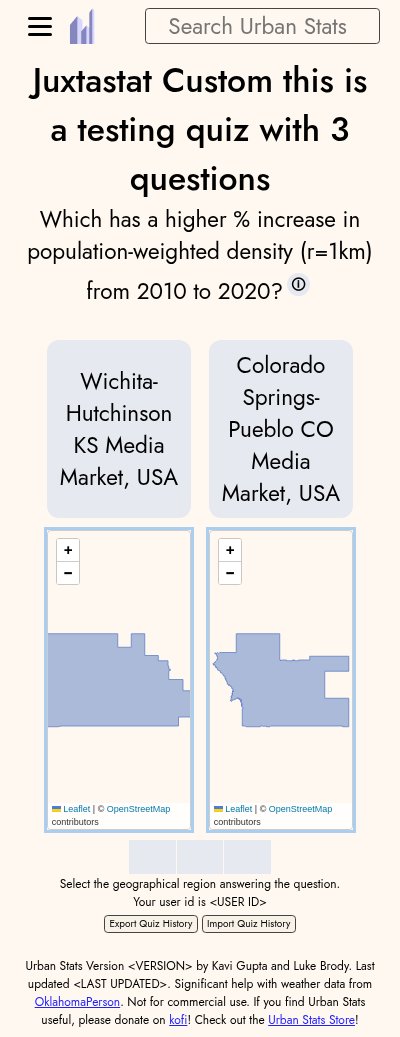 Search Urban Stats
Juxtastat Custom this is
a testing quiz with 3
questions
Which has a higher % increase in
population-weighted density (r=1km)
from 2010 to 2020?
Wichita-
Hutchinson
KS Media
Market, USA
Colorado
Springs-
Pueblo CO
Media
Market, USA
+
−
Leaflet | © OpenStreetMap
contributors
+
−
Leaflet | © OpenStreetMap
contributors
Select the geographical region answering the question.
Your user id is <USER ID>
Export Quiz History Import Quiz History
Urban Stats Version <VERSION> by Kavi Gupta and Luke Brody. Last
updated <LAST UPDATED>. Significant help with weather data from
OklahomaPerson. Not for commercial use. If you find Urban Stats
useful, please donate on kofi! Check out the Urban Stats Store!